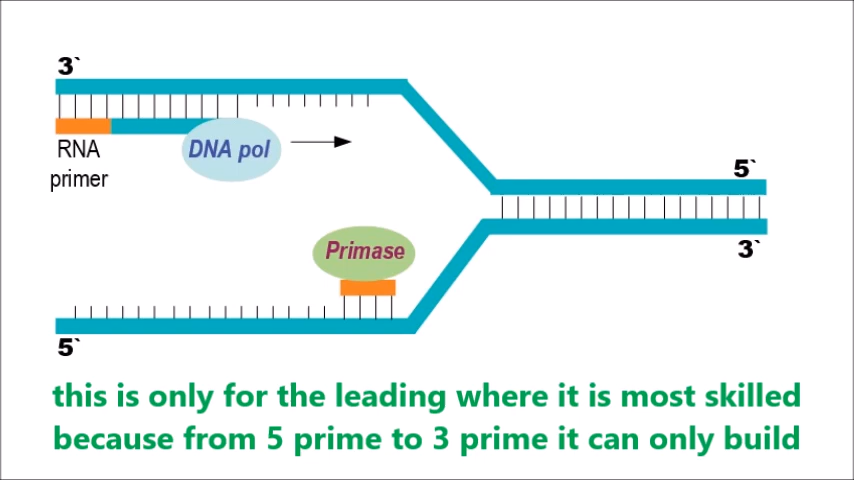 3`
DNA pol
RNA
primer
5`
3`
Primase
5`
this is only for the leading where it is most skilled
because from 5 prime to 3 prime it can only build